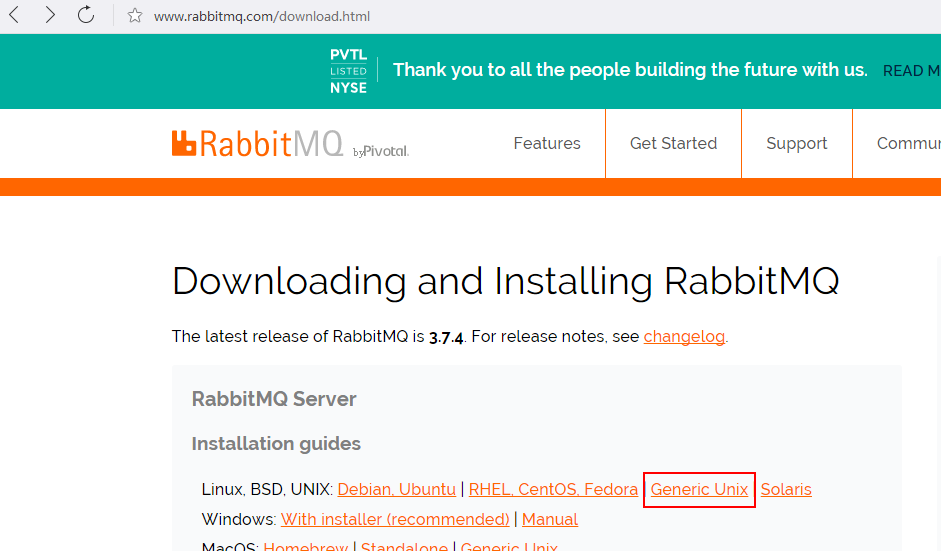 www.rabbitmq.com/download.html
PVTL
LISTED
NYSE
Thank you to all the people building the future with us. READ M
RabbitMQ by Pivotal.
Features Get Started Support Commun
Downloading and Installing RabbitMQ
The latest release of RabbitMQ is 3.7.4. For release notes, see changelog.
RabbitMQ Server
Installation guides
Linux, BSD, UNIX: Debian, Ubuntu | RHEL, CentOS, Fedora | Generic Unix Solaris
Windows: With installer (recommended) | Manual
MacOS: Homebrew | Standalone | Generic Unix